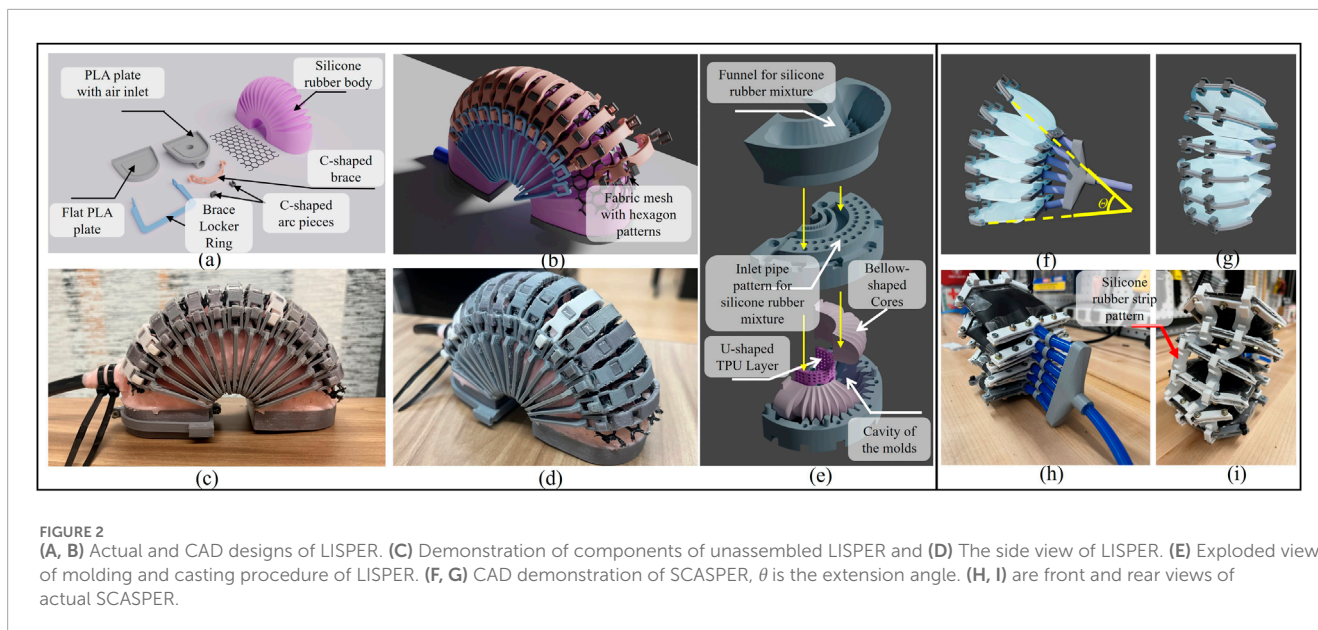 PLA plate
with air inlet
Silicone
rubber body
C-shaped
brace
Flat PLA
plate
Brace
Locker
Ring
C-shaped
arc pieces
(a)
Fabric mesh
with hexagon
patterns
(b)
(c)
(d)
Funnel for silicone
rubber mixture
Inlet pipe
pattern for
silicone rubber
mixture
Bellow-
shaped
Cores
U-shaped
TPU Layer
Cavity of
the molds
(e)
Θ
(f)
(g)
Silicone
rubber strip
pattern
(h)
(i)
FIGURE 2
(A, B) Actual and CAD designs of LISPER. (C) Demonstration of components of unassembled LISPER and (D) The side view of LISPER. (E) Exploded view
of molding and casting procedure of LISPER. (F, G) CAD demonstration of SCASPER, θ is the extension angle. (H, I) are front and rear views of
actual SCASPER.